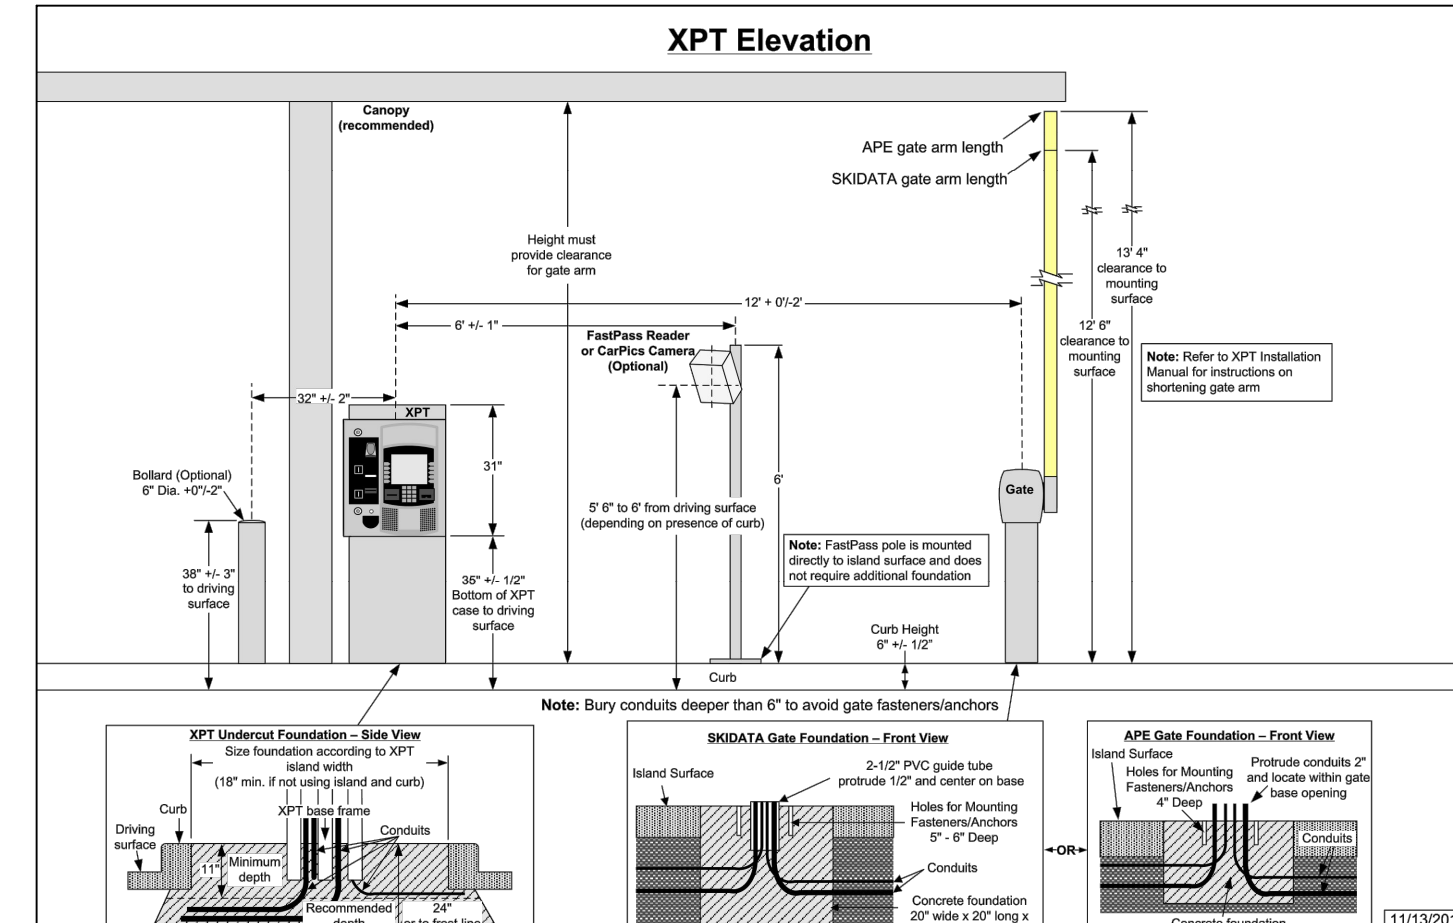 XPT Elevation
Canopy
(recommended)
APE gate arm length
SKIDATA gate arm length
Height must
provide clearance
for gate arm
13' 4"
clearance to
mounting
surface
12' + 0'/-2'
6' +/- 1"
FastPass Reader
or CarPics Camera
(Optional)
12' 6"
clearance to
mounting
surface
Note: Refer to XPT Installation
Manual for instructions on
shortening gate arm
32" +/- 2"
XPT
31"
Bollard (Optional)
6" Dia. +0"/-2"
6'
Gate
5' 6" to 6' from driving surface
(depending on presence of curb)
Note: FastPass pole is mounted
directly to island surface and does
not require additional foundation
38" +/- 3"
to driving
surface
35" +/- 1/2"
Bottom of XPT
case to driving
surface
Curb Height
6" +/- 1/2"
Curb
Note: Bury conduits deeper than 6" to avoid gate fasteners/anchors
XPT Undercut Foundation – Side View
Size foundation according to XPT
island width
(18" min. if not using island and curb)
XPT base frame
Curb
Driving
surface
Conduits
11"
Minimum
depth
Recommended
depth
24"
or to frost line
SKIDATA Gate Foundation – Front View
Island Surface
2-1/2" PVC guide tube
protrude 1/2" and center on base
Holes for Mounting
Fasteners/Anchors
5" - 6" Deep
Conduits
Concrete foundation
20" wide x 20" long x
OR
APE Gate Foundation – Front View
Island Surface
Holes for Mounting
Fasteners/Anchors
4" Deep
Protrude conduits 2"
and locate within gate
base opening
Conduits
Concrete foundation
11/13/20